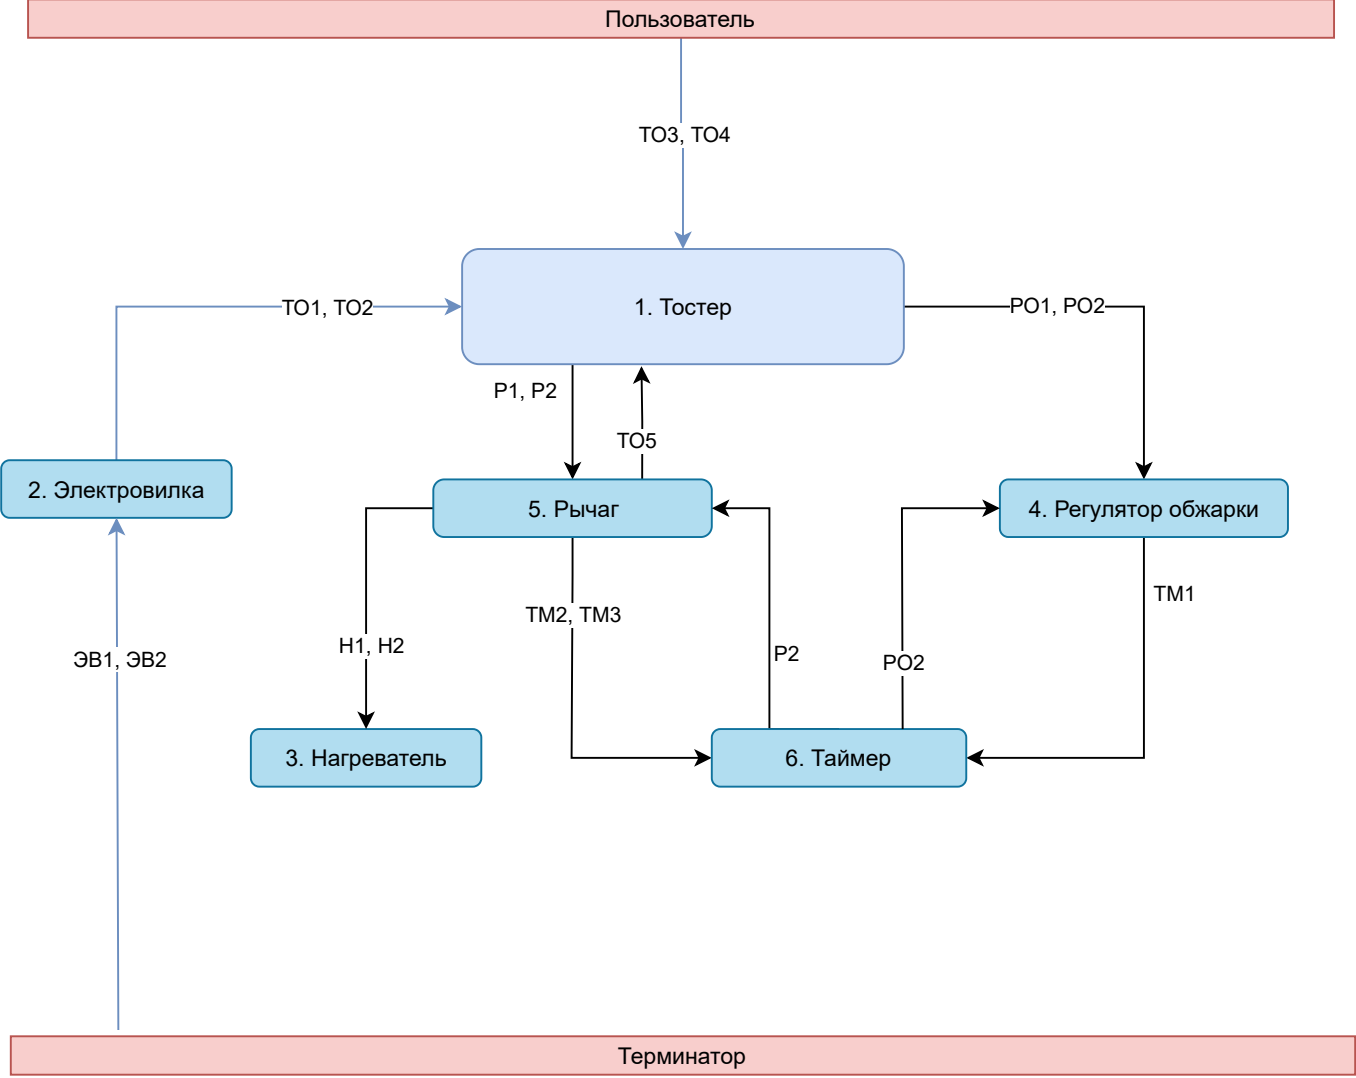 Пользователь
ТО3, ТО4
ТО1, ТО2
1. Тостер
РО1, РО2
Р1, Р2
ТО5
2. Электровилка
5. Рычаг
4. Регулятор обжарки
ТМ1
ТМ2, ТМ3
Н1, Н2
Р2
РО2
ЭВ1, ЭВ2
3. Нагреватель
6. Таймер
Терминатор